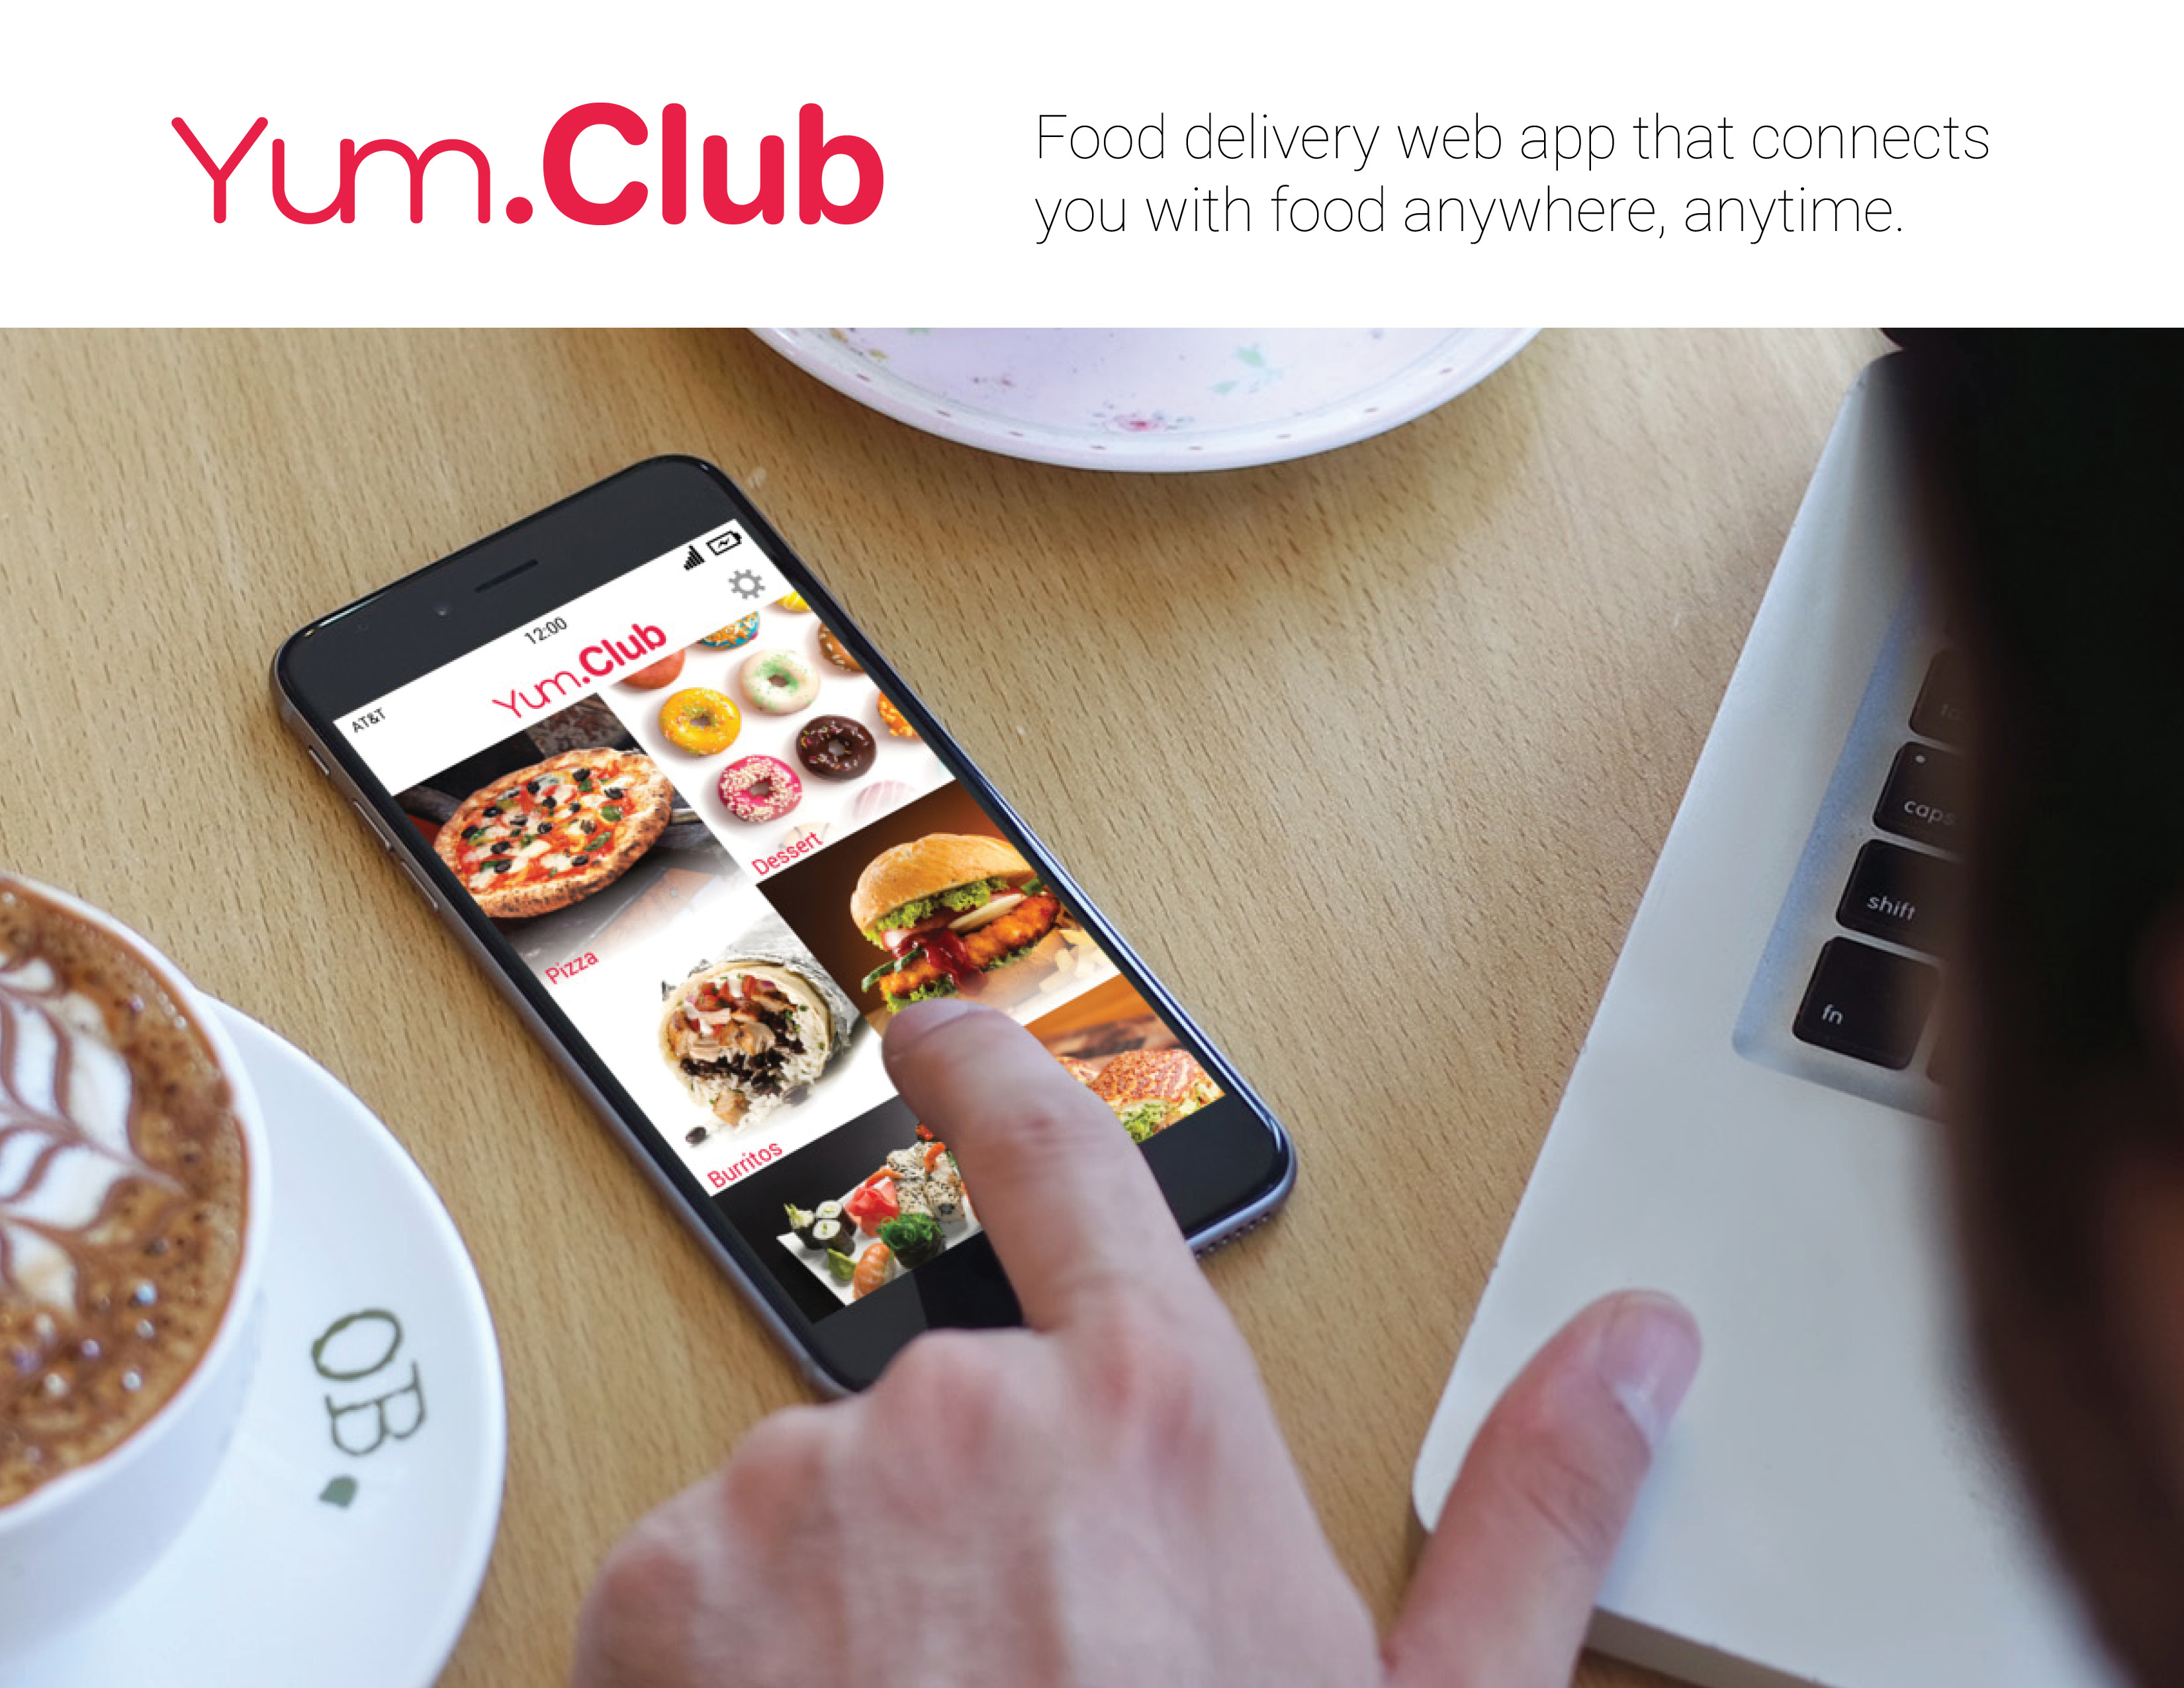 Yum.Club
Food delivery web app that connects
you with food anywhere, anytime.
AT&T
12:00
Yum.Club
Pizza
Dessert
Burritos
caps
shift
fn
OB